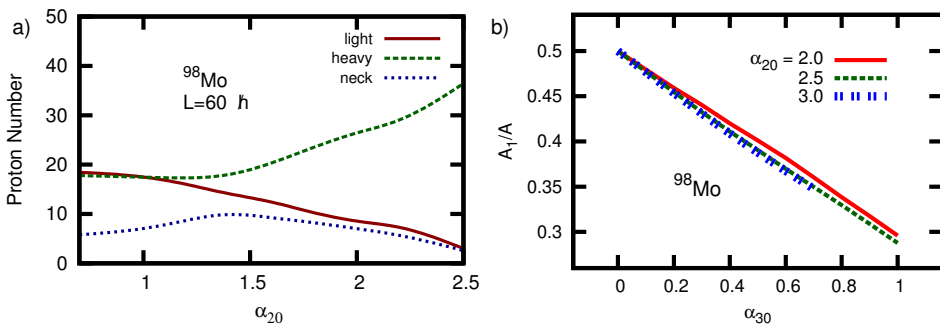 a)
50
40
30
20
10
0
Proton Number
light
heavy
neck
⁹⁸Mo
L=60 ℏ
1
1.5
2
2.5
α₂₀
b)
0.5
0.45
0.4
0.35
0.3
A₁/A
α₂₀ = 2.0
2.5
3.0
⁹⁸Mo
0
0.2
0.4
0.6
0.8
1
α₃₀